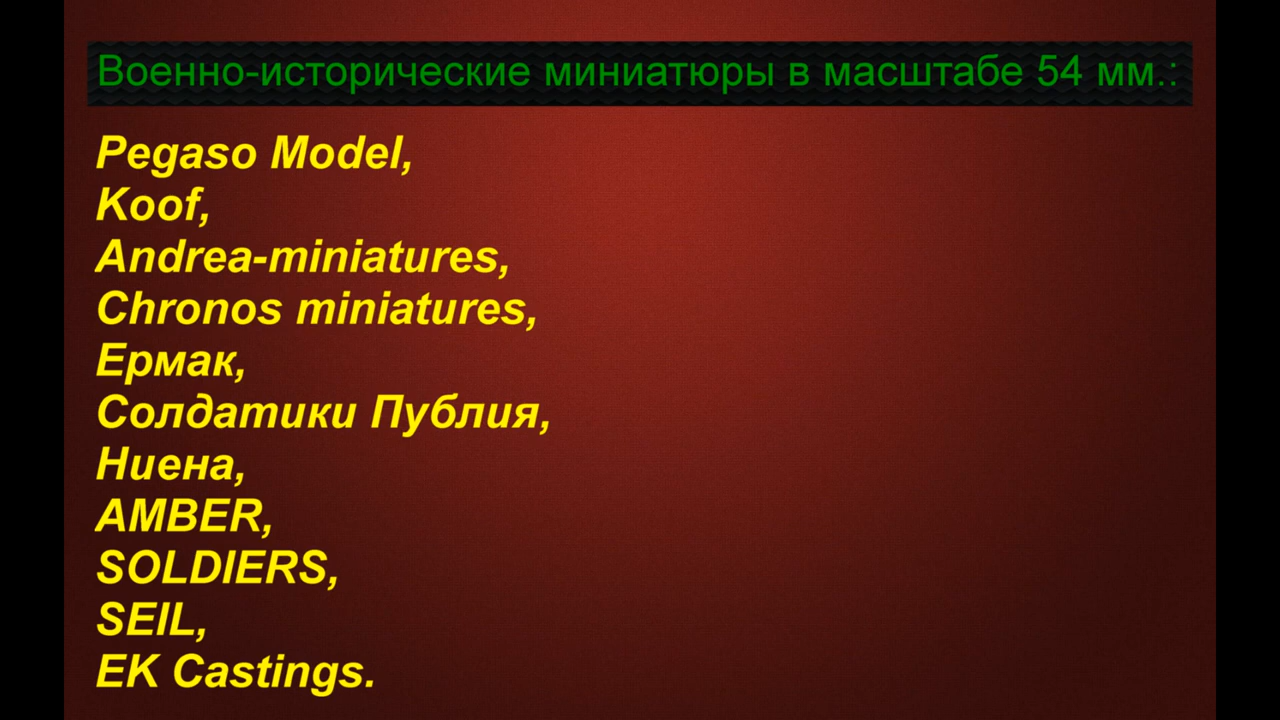 Военно-исторические миниатюры в масштабе 54 мм.:
Pegaso Model,
Koof,
Andrea-miniatures,
Chronos miniatures,
Ермак,
Солдатики Публия,
Ниена,
AMBER,
SOLDIERS,
SEIL,
EK Castings.